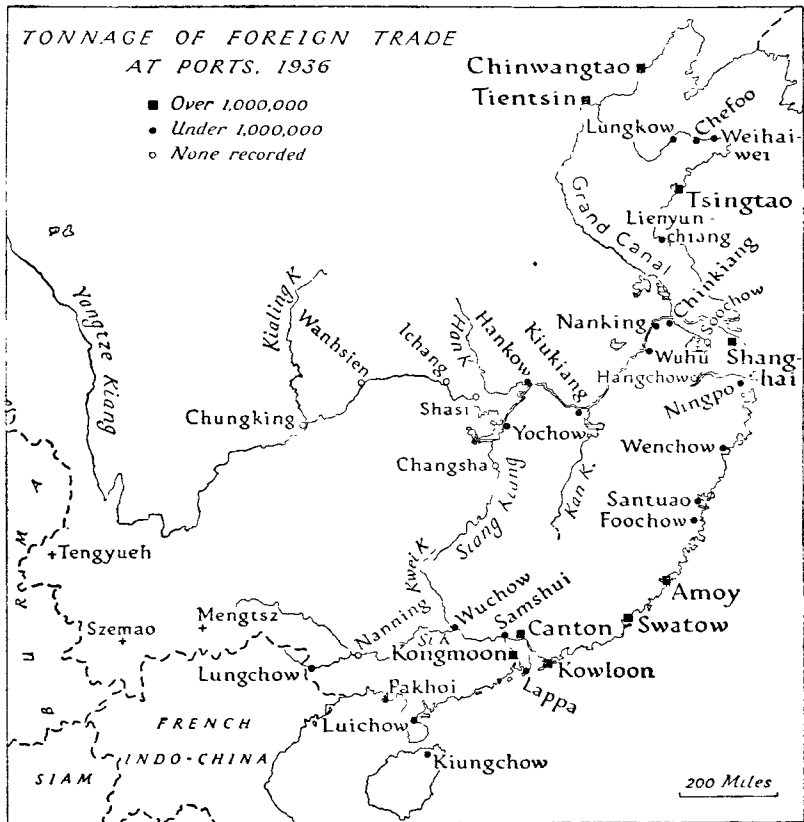 TONNAGE OF FOREIGN TRADE
AT PORTS, 1936
Over 1,000,000
Under 1,000,000
None recorded
Chinwangtao
Tientsin
Lungkow
Chefoo
Weihai-
wei
Tsingtao
Grand Canal
Lienyun-
chiang
Chinkiang
Soochow
Nanking
Wuhu
Shang-
hai
Hangchow
Ningpo
Yangtze Kiang
Kialing K
Wanhsien
Ichang
Han K
Hankow
Kiukiang
Chungking
Shasi
Yochow
Changsha
Siang Kiang
Kan K.
Wenchow
Santuao
Foochow
BURMA
Tengyueh
Szemao
Mengtsz
Kwei K
Nanning
Wuchow
Samshui
Si K
Canton
Amoy
Swatow
Kongmoon
Kowloon
Lappa
Lungchow
Pakhoi
Luichow
Kiungchow
FRENCH
INDO-CHINA
SIAM
200 Miles